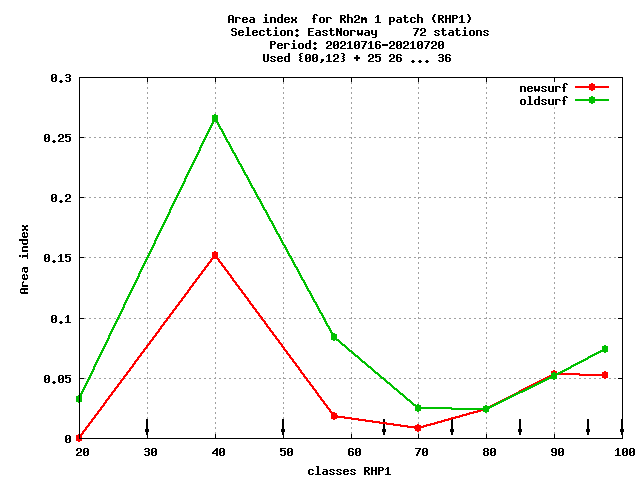 Area index  for Rh2m 1 patch (RHP1)
Selection: EastNorway     72 stations
Period: 20210716-20210720
Used {00,12} + 25 26 ... 36
newsurf
oldsurf
0.3
0.25
0.2
0.15
0.1
0.05
0
Area index
20 30 40 50 60 70 80 90 100
classes RHP1